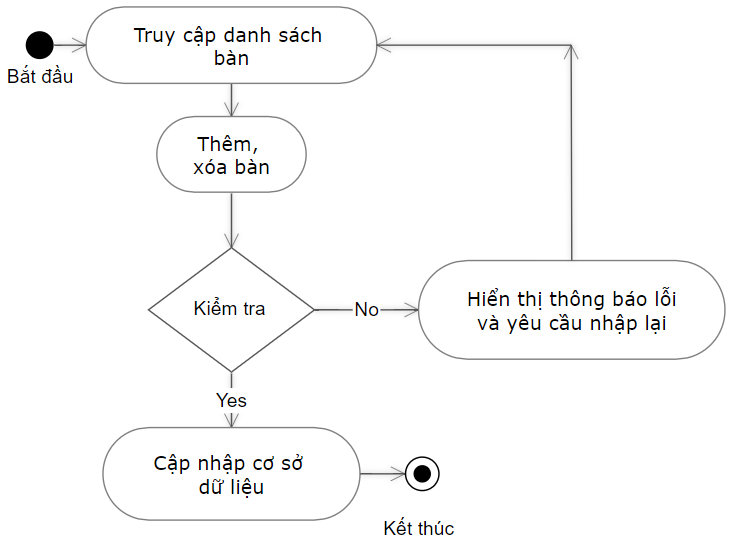 Truy cập danh sách
bàn
Bắt đầu
Thêm,
xóa bàn
Kiểm tra
No
Hiển thị thông báo lỗi
và yêu cầu nhập lại
Yes
Cập nhập cơ sở
dữ liệu
Kết thúc